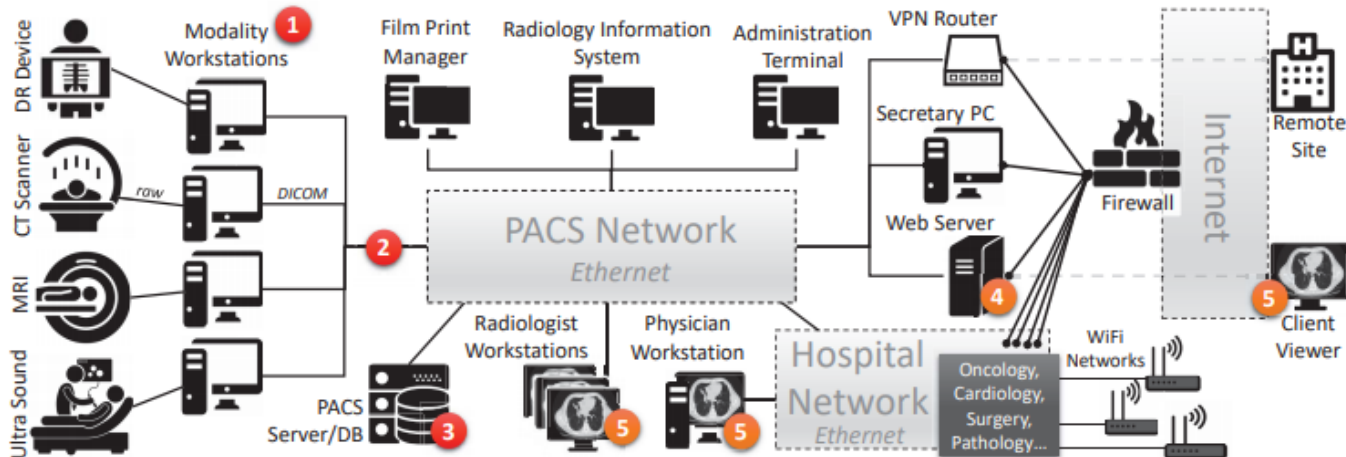 DR Device
CT Scanner
MRI
Ultra Sound
Modality
Workstations
1
raw
DICOM
2
Film Print
Manager
Radiology Information
System
Administration
Terminal
PACS Network
Ethernet
PACS
Server/DB
3
Radiologist
Workstations
5
Physician
Workstation
5
VPN Router
Secretary PC
Web Server
4
Firewall
Internet
Remote
Site
5
Client
Viewer
Hospital
Network
Ethernet
Oncology,
Cardiology,
Surgery,
Pathology...
WiFi
Networks